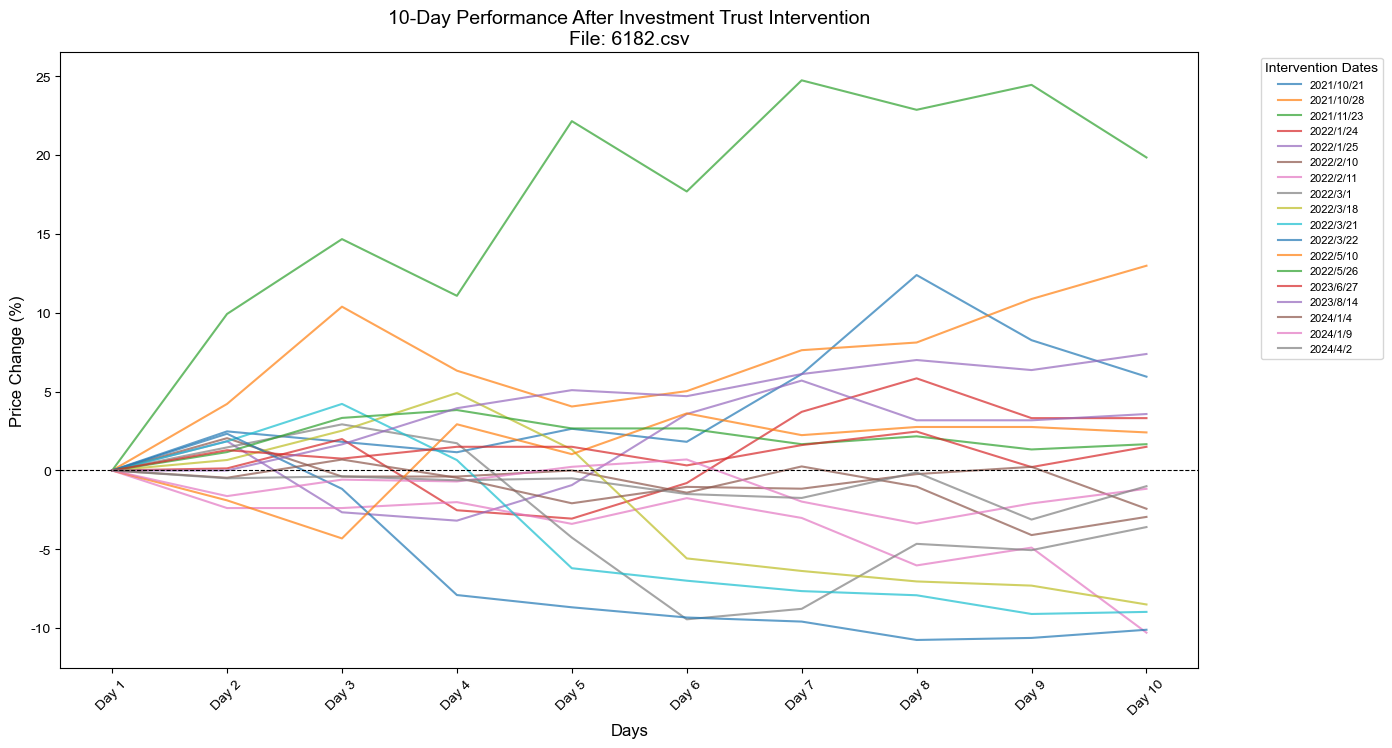 10-Day Performance After Investment Trust Intervention
File: 6182.csv
Price Change (%)
25
20
15
10
5
0
-5
-10
Day 1
Day 2
Day 3
Day 4
Day 5
Day 6
Day 7
Day 8
Day 9
Day 10
Days
Intervention Dates
2021/10/21
2021/10/28
2021/11/23
2022/1/24
2022/1/25
2022/2/10
2022/2/11
2022/3/1
2022/3/18
2022/3/21
2022/3/22
2022/5/10
2022/5/26
2023/6/27
2023/8/14
2024/1/4
2024/1/9
2024/4/2